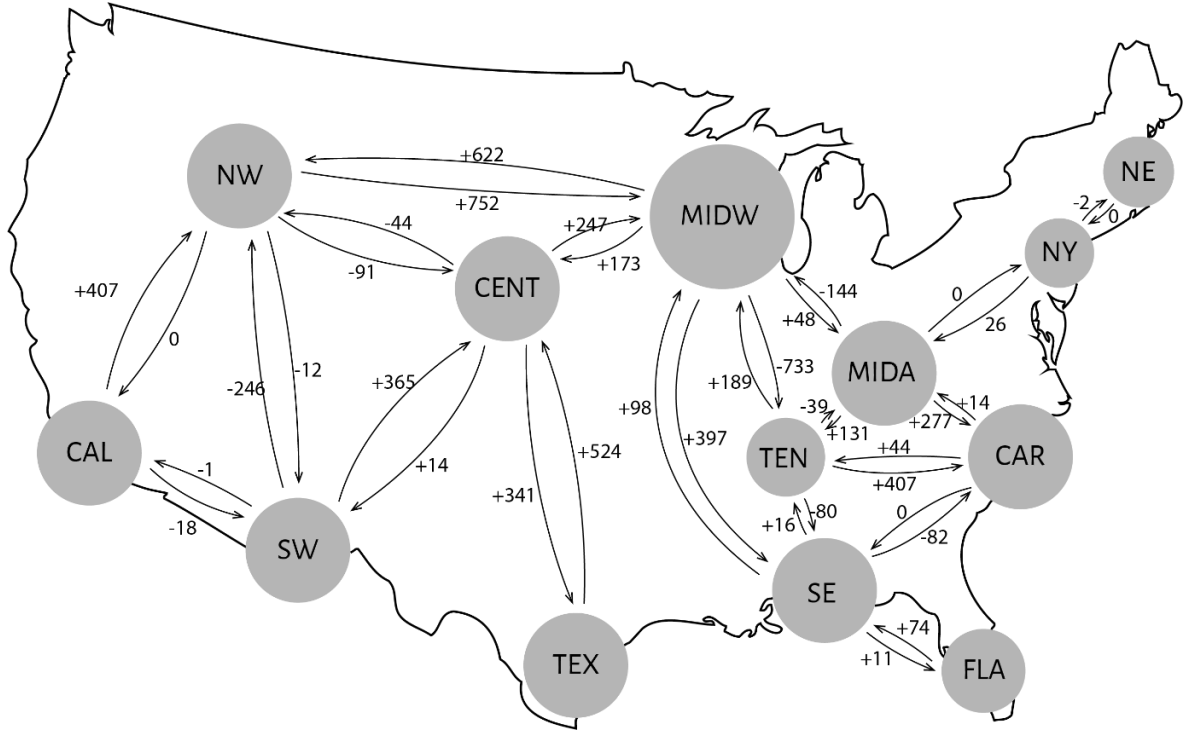 NE
-2
0
+622
NW
+752
MIDW
NY
-44
+247
-91
+173
CENT
+407
-144
0
+48
26
0
-12
-246
+365
MIDA
-733
+189
-39
+131
+14
+277
+98
+397
CAL
-1
-18
+14
+524
+341
TEN
+44
+407
CAR
SW
+16
-80
0
-82
SE
+74
+11
TEX
FLA